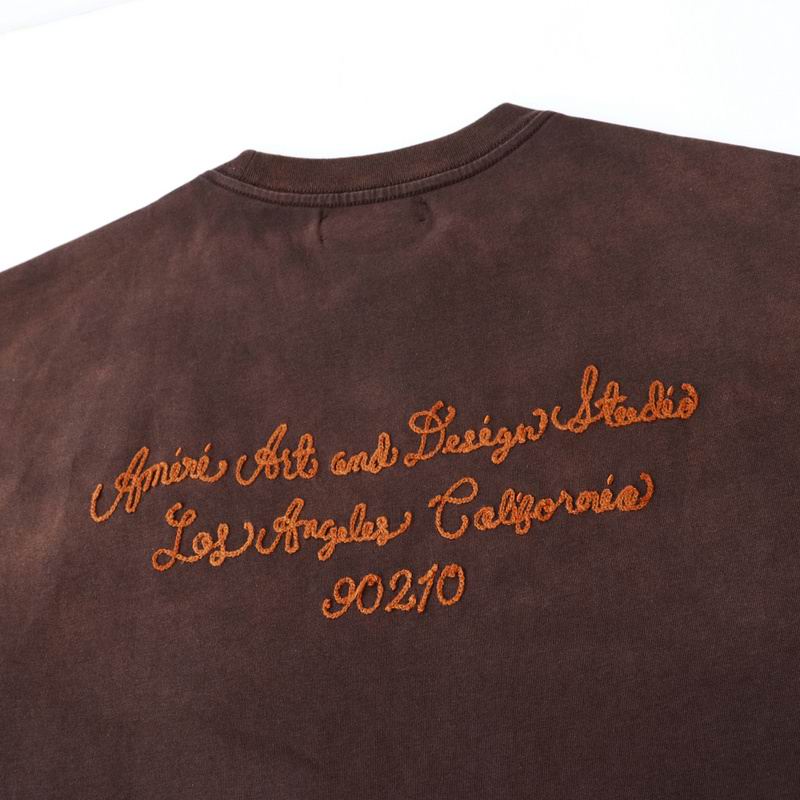 Amiri Art and Design Studio
Los Angeles California
90210